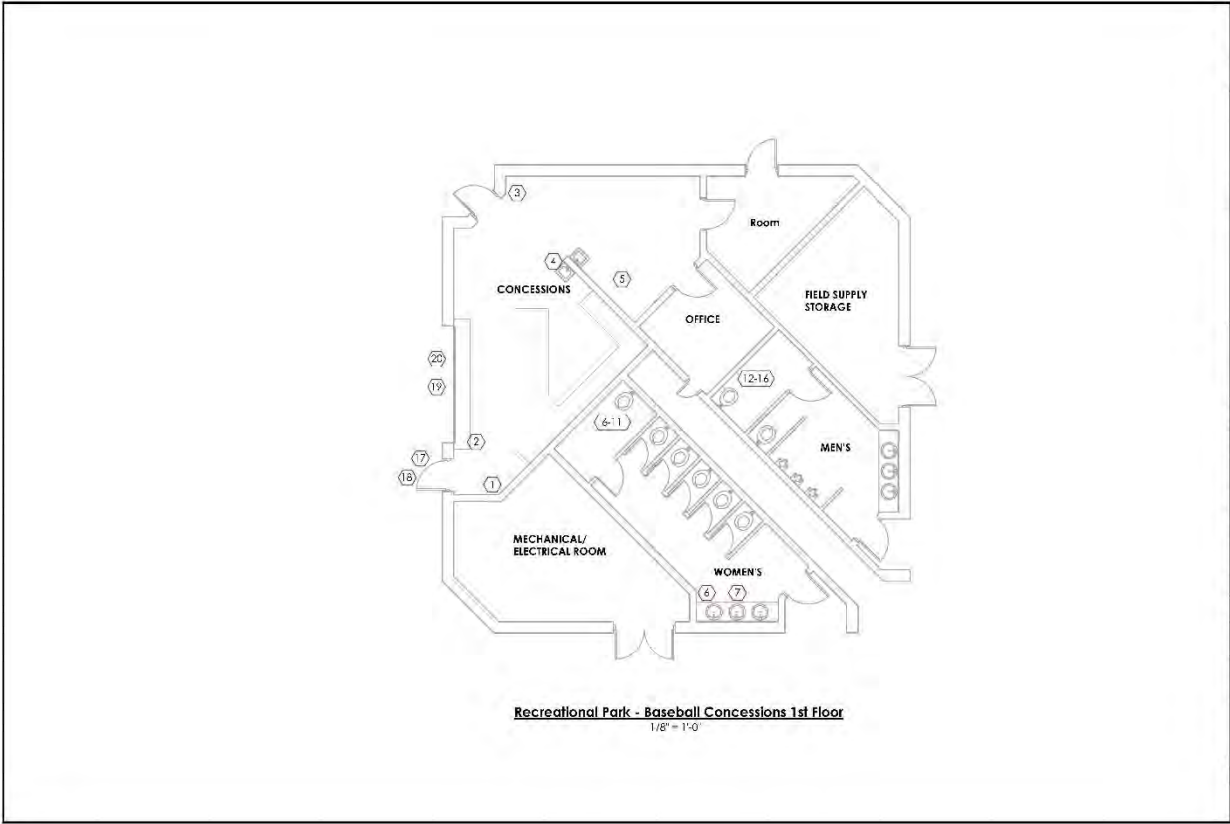 3
Room
4
5
CONCESSIONS
FIELD SUPPLY
STORAGE
OFFICE
20
12-16
19
6-11
2
MEN'S
17
18
1
MECHANICAL/
ELECTRICAL ROOM
WOMEN'S
6
7
Recreational Park - Baseball Concessions 1st Floor
1/8" = 1'-0"